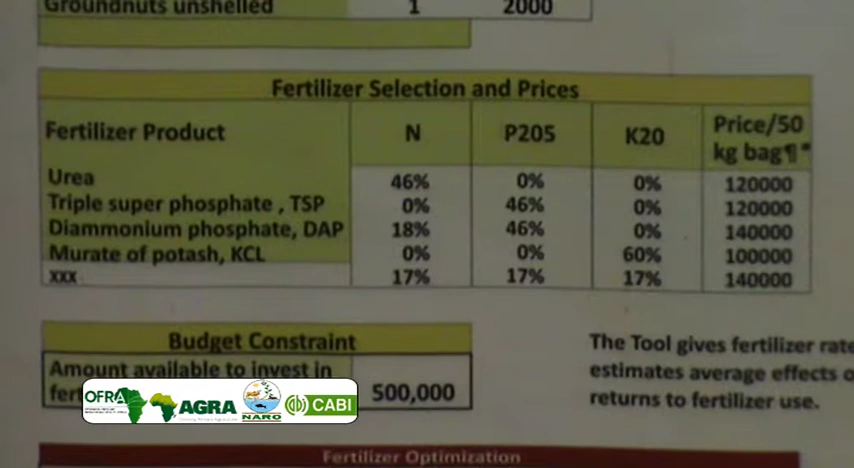 Groundnuts unshelled 1 2000
Fertilizer Selection and Prices
Fertilizer Product N P205 K20 Price/50 kg bag¶*
Urea 46% 0% 0% 120000
Triple super phosphate , TSP 0% 46% 0% 120000
Diammonium phosphate, DAP 18% 46% 0% 140000
Murate of potash, KCL 0% 0% 60% 100000
xxx 17% 17% 17% 140000
Budget Constraint
Amount available to invest in
fert 500,000
The Tool gives fertilizer rate
estimates average effects o
returns to fertilizer use.
OFRA AGRA NARO CABI
Fertilizer Optimization